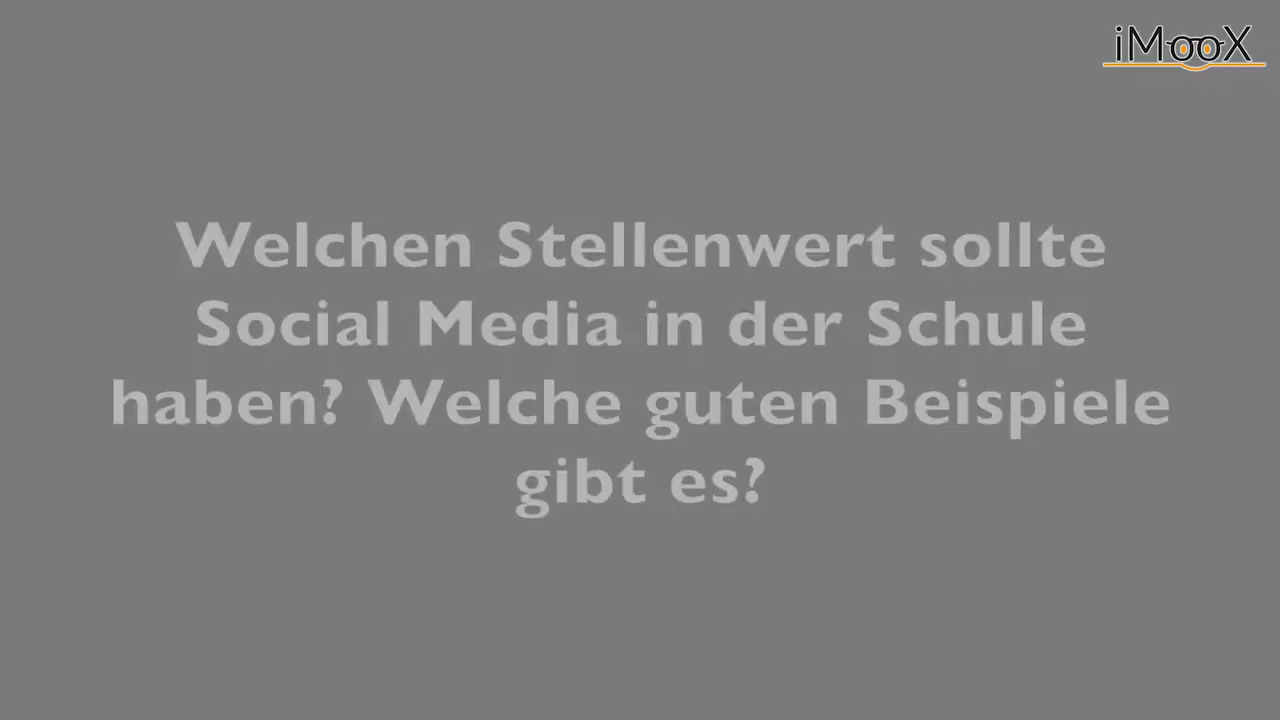 iMooX
Welchen Stellenwert sollte
Social Media in der Schule
haben? Welche guten Beispiele
gibt es?